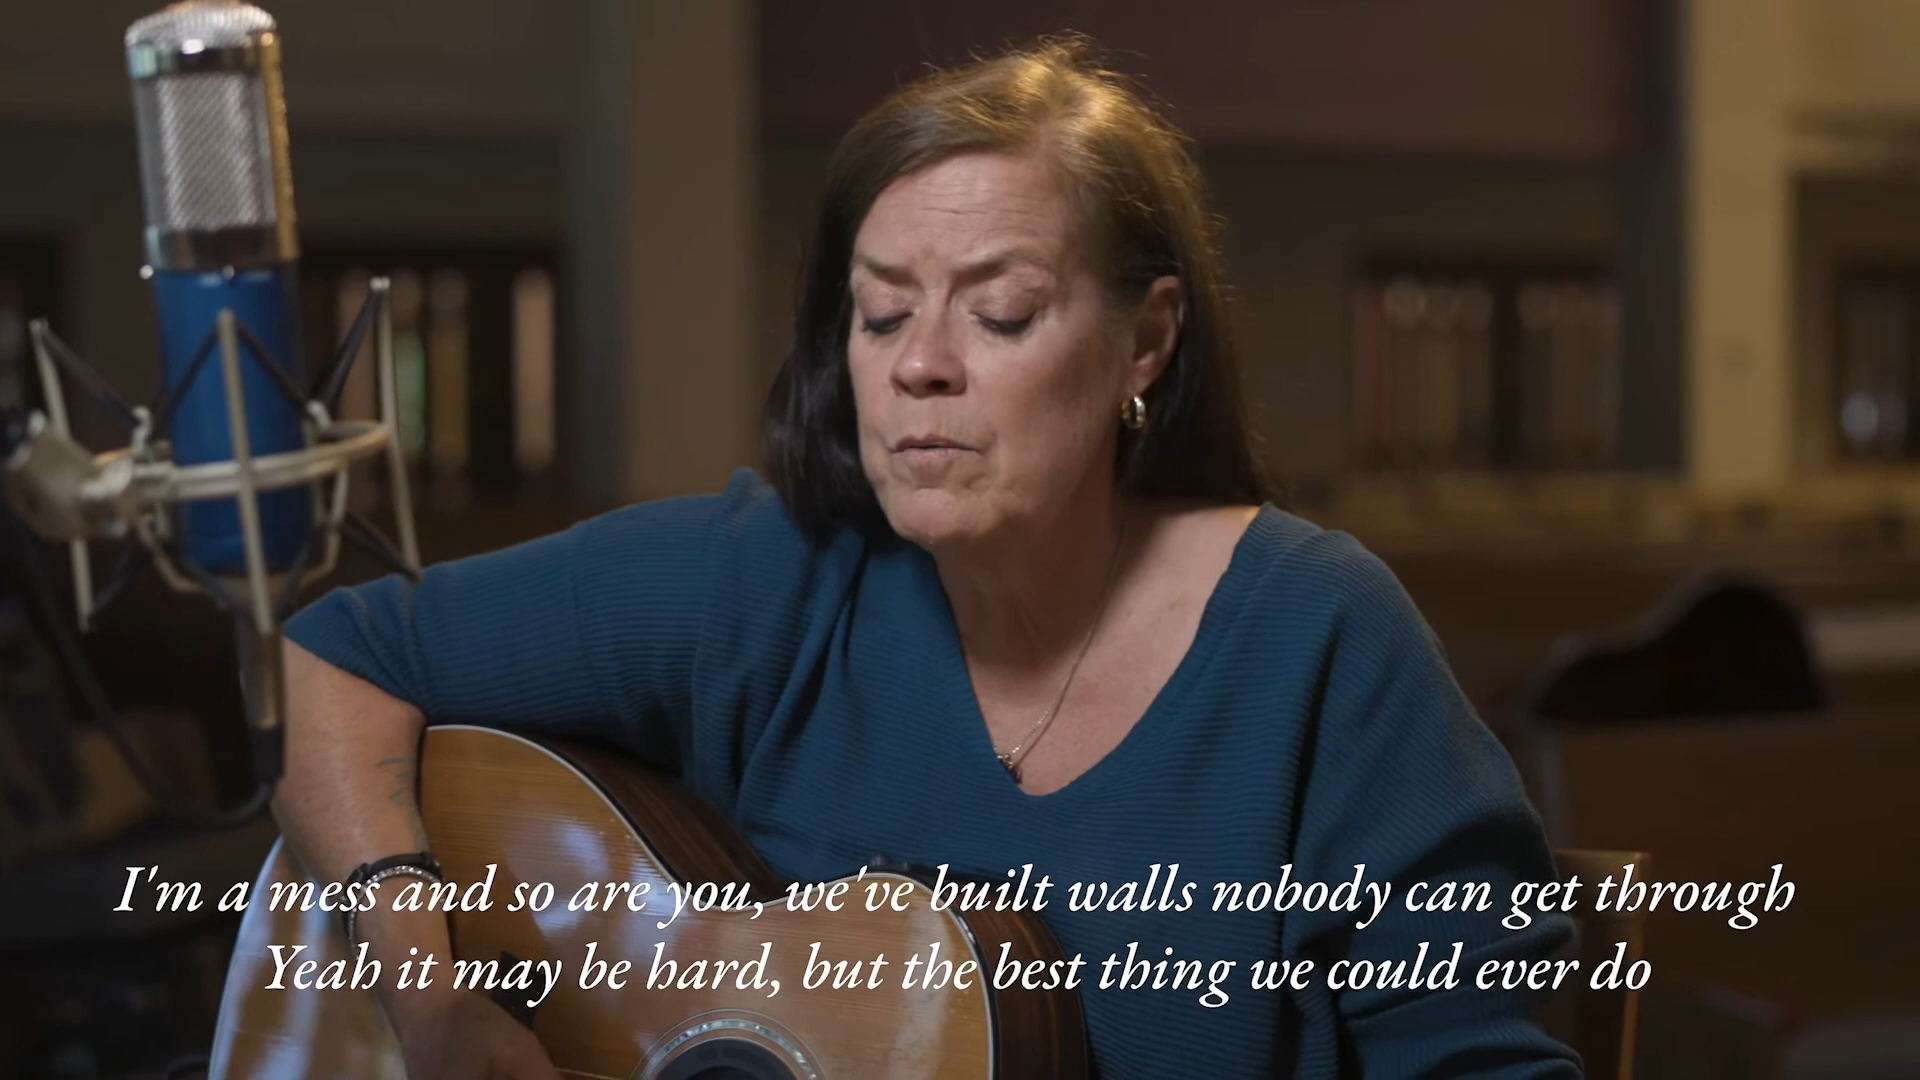 I'm a mess and so are you, we've built walls nobody can get through
Yeah it may be hard, but the best thing we could ever do